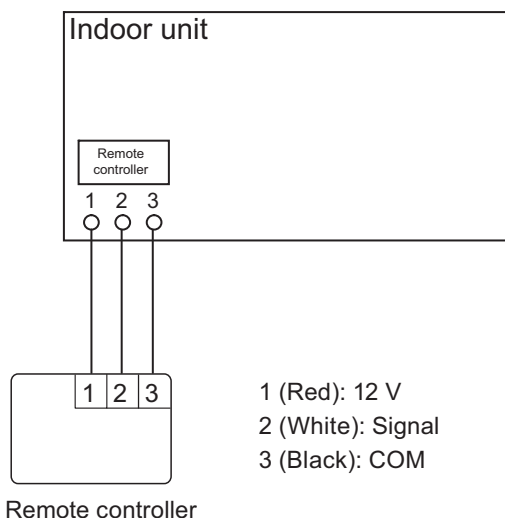 Indoor unit
Remote
controller
1 2 3
1 2 3
1 (Red): 12 V
2 (White): Signal
3 (Black): COM
Remote controller